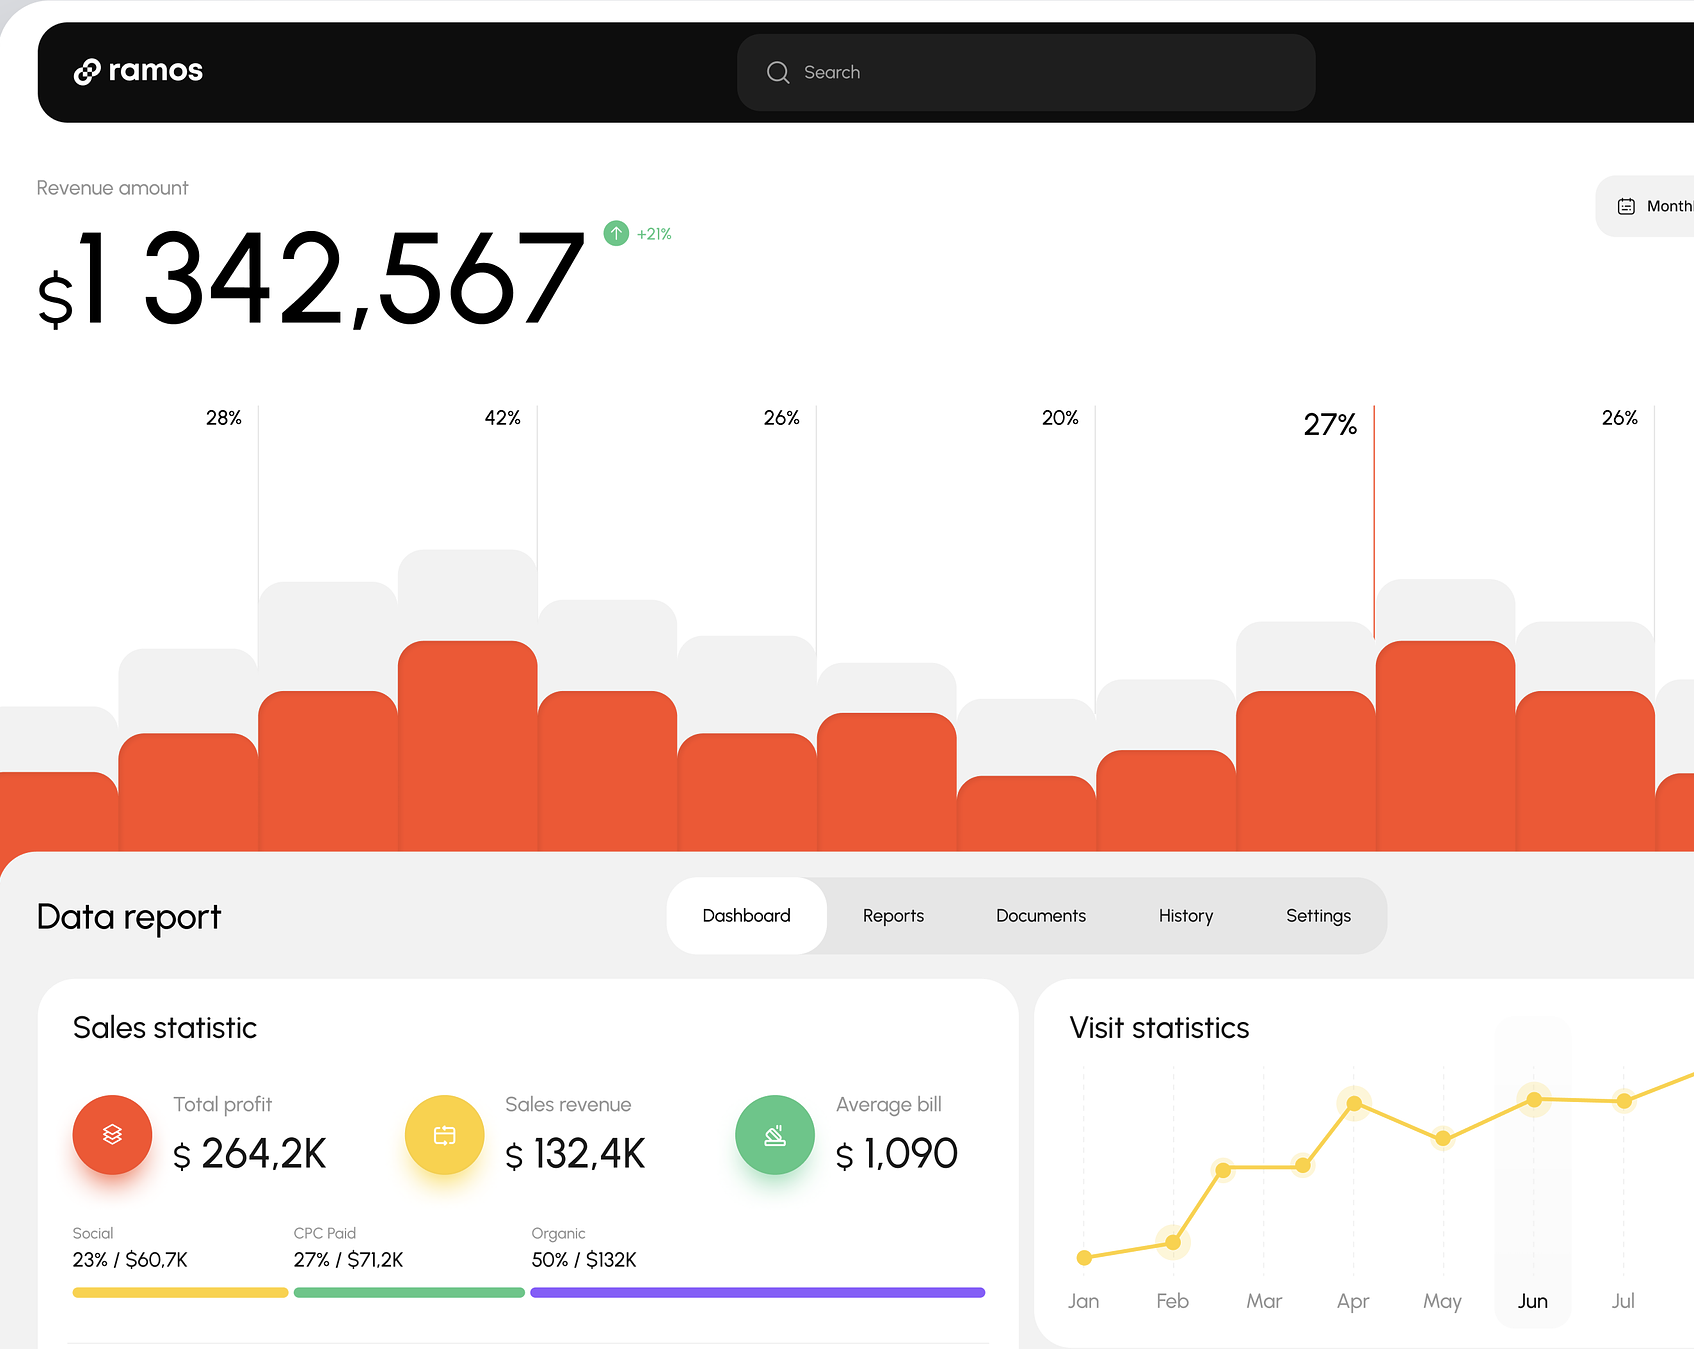 ramos
Search
Revenue amount
$1 342,567
+21%
Month
28%
42%
26%
20%
27%
26%
Data report
Dashboard
Reports
Documents
History
Settings
Sales statistic
Total profit
$ 264,2K
Sales revenue
$ 132,4K
Average bill
$ 1,090
Social
23% / $60,7K
CPC Paid
27% / $71,2K
Organic
50% / $132K
Visit statistics
Jan
Feb
Mar
Apr
May
Jun
Jul